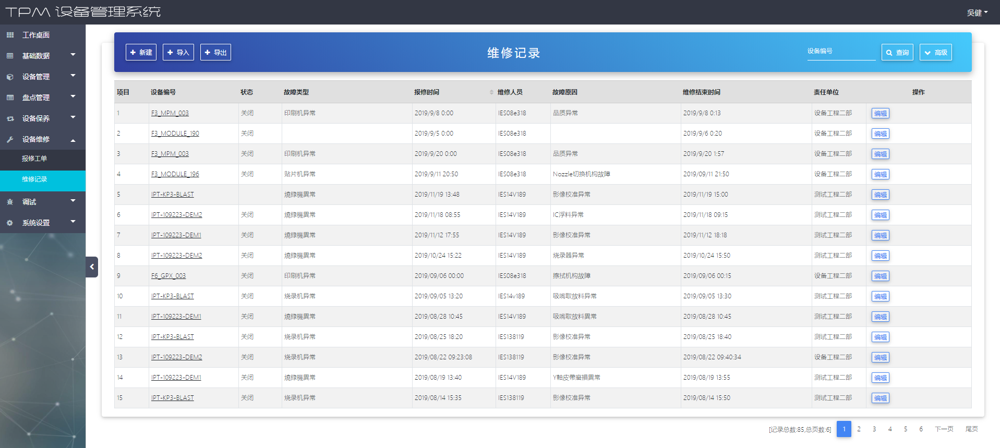 TPM 设备管理系统
吳健
工作桌面
基础数据
设备管理
盘点管理
设备保养
设备维修
报修工单
维修记录
调试
系统设置
新建 导入 导出 维修记录 设备编号 查询 高级
项目 设备编号 状态 故障类型 报修时间 维修人员 故障原因 维修结束时间 责任单位 操作
1 F3_MPM_003 关闭 印刷机异常 2019/9/8 0:00 IES08e318 品质异常 2019/9/8 0:13 设备工程二部 编辑
2 F3_MODULE_190 关闭 2019/9/5 0:00 IES08e318 2019/9/6 0:20 设备工程二部 编辑
3 F3_MPM_003 关闭 印刷机异常 2019/9/20 0:00 IES08e318 品质异常 2019/9/20 1:57 设备工程二部 编辑
4 F3_MODULE_196 关闭 贴片机异常 2019/9/11 20:50 IES08e318 Nozzle切换机构故障 2019/09/11 21:50 设备工程二部 编辑
5 IPT-KP3-BLAST 燒錄機異常 2019/11/19 13:48 IES14V189 影像校准异常 2019/11/19 15:00 测试工程二部 编辑
6 IPT-109223-DEM2 关闭 燒錄機異常 2019/11/18 08:55 IES14V189 IC浮料异常 2019/11/18 09:15 测试工程二部 编辑
7 IPT-109223-DEM1 关闭 燒錄機異常 2019/11/12 17:55 IES14V189 影像校准异常 2019/11/12 18:18 测试工程二部 编辑
8 IPT-109223-DEM2 关闭 燒錄機異常 2019/10/24 15:22 IES14V189 烧录器异常 2019/10/24 15:50 测试工程二部 编辑
9 F6_GPX_003 关闭 印刷机异常 2019/09/06 00:00 IES08e318 擦拭机构故障 2019/09/06 00:15 设备工程二部 编辑
10 IPT-KP3-BLAST 关闭 烧录机异常 2019/09/05 13:20 IES14v189 吸嘴取放料异常 2019/09/05 13:30 测试工程二部 编辑
11 IPT-109223-DEM1 关闭 燒錄機異常 2019/08/28 10:45 IES14V189 吸嘴取放料異常 2019/08/28 10:45 测试工程二部 编辑
12 IPT-KP3-BLAST 关闭 烧录机异常 2019/08/25 18:20 IES138119 影像校准异常 2019/08/25 18:40 测试工程二部 编辑
13 IPT-109223-DEM2 关闭 烧录机异常 2019/08/22 09:23:08 IES138119 影像校准异常 2019/08/22 09:40:34 设备工程二部 编辑
14 IPT-109223-DEM1 关闭 燒錄機異常 2019/08/19 13:40 IES14V189 Y軸皮帶磨損異常 2019/08/19 13:55 测试工程二部 编辑
15 IPT-KP3-BLAST 关闭 烧录机异常 2019/08/14 15:35 IES138119 影像校准异常 2019/08/14 15:50 测试工程二部 编辑
[记录总数:85,总页数:6] 1 2 3 4 5 6 下一页 尾页